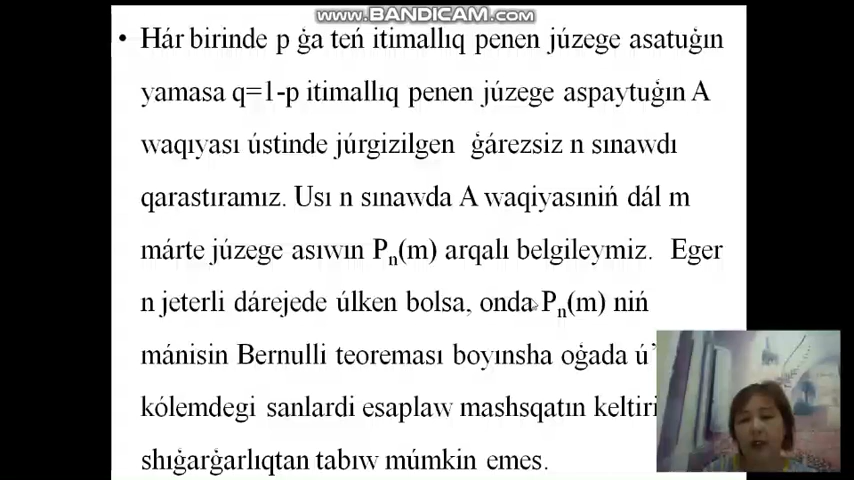 www.BANDICAM.com
• Hár birinde p ǵa teń itimallıq penen júzege asatuǵın
yamasa q=1-p itimallıq penen júzege aspaytuǵın A
waqıyası ústinde júrgizilgen ǵárezsiz n sınawdı
qarastıramız. Usı n sınawda A waqiyasınıń dál m
márte júzege asıwın Pn(m) arqalı belgileymiz. Eger
n jeterli dárejede úlken bolsa, onda Pn(m) niń
mánisin Bernulli teoreması boyınsha oǵada
kólemdegi sanlardi esaplaw mashsqatın
shıǵarǵarlıqtan tabıw múmkin emes.